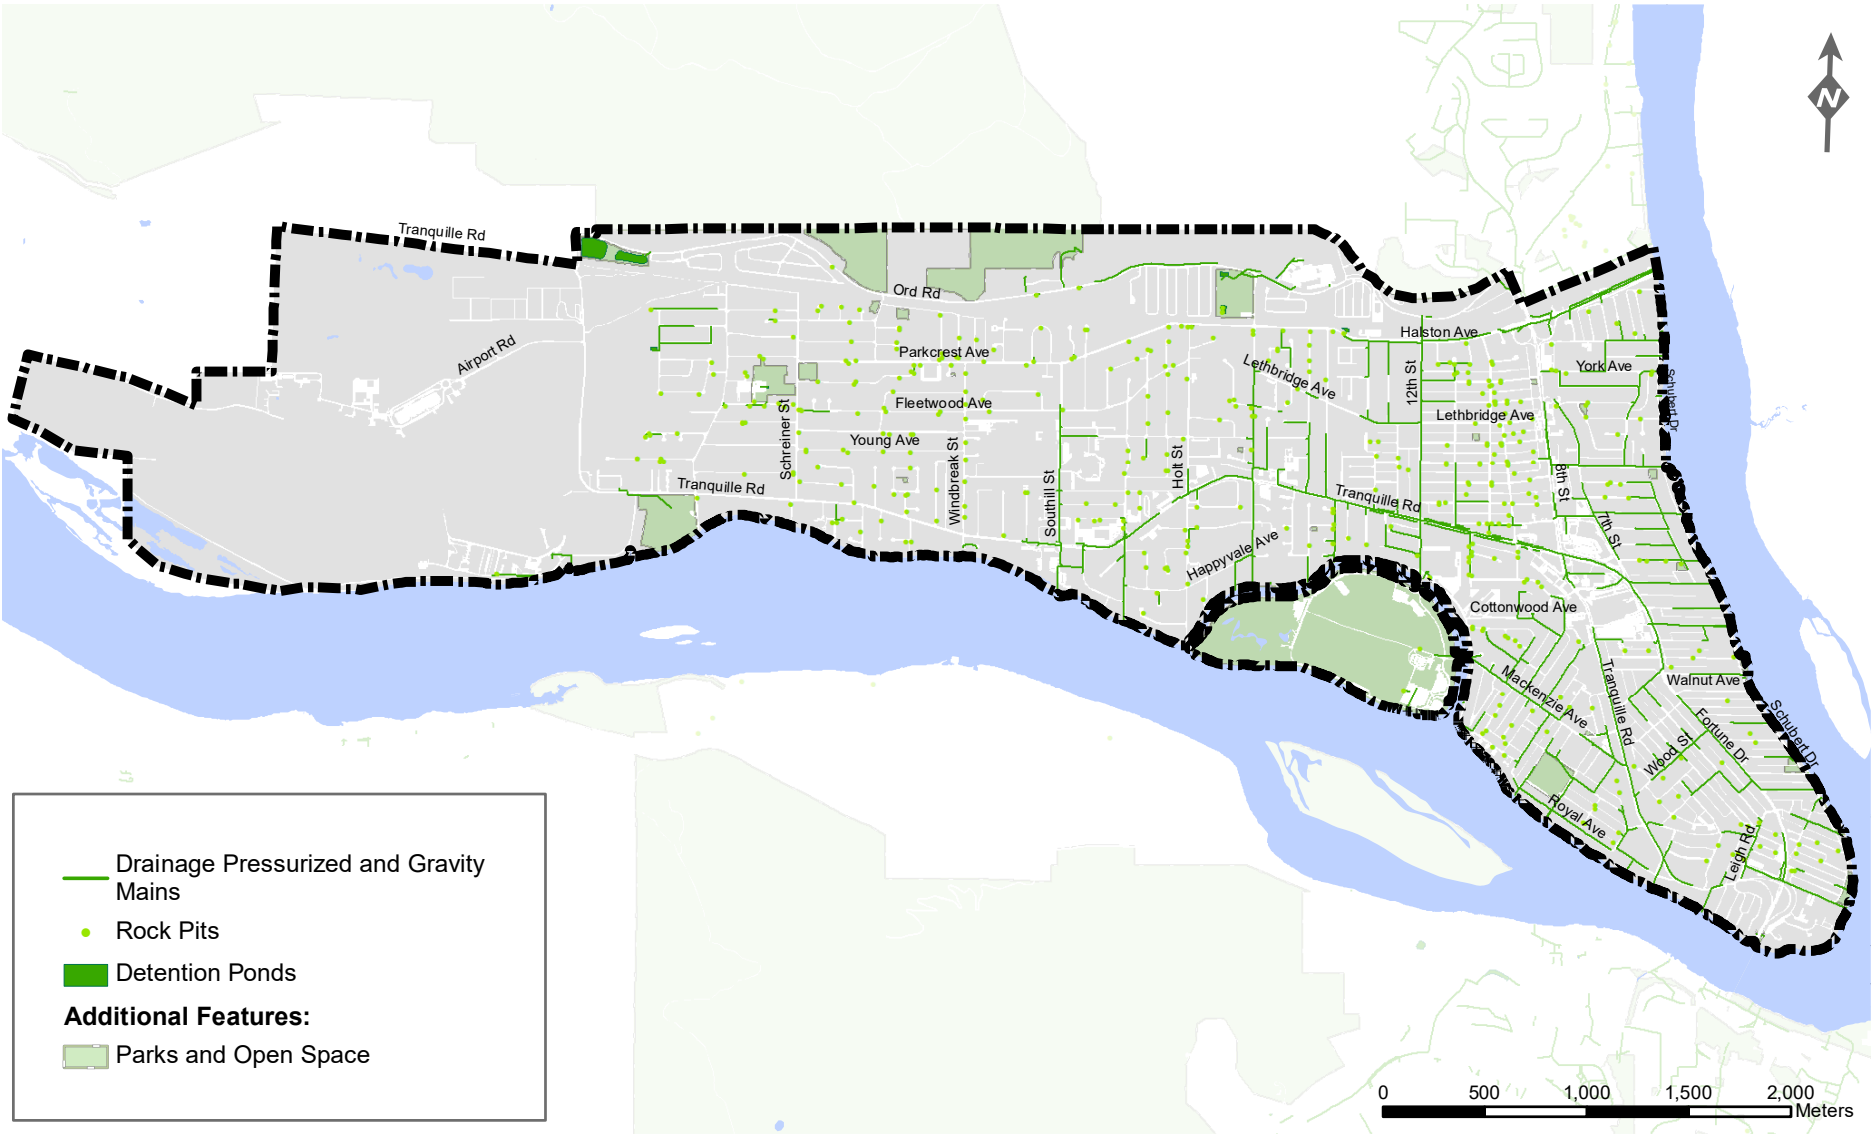 N
Tranquille Rd
Ord Rd
Airport Rd
Halston Ave
Parkcrest Ave
Lethbridge Ave
12th St
York Ave
Schubert Dr
Fleetwood Ave
Lethbridge Ave
Schreiner St
Young Ave
Windbreak St
Southill St
Holt St
8th St
Tranquille Rd
Tranquille Rd
7th St
Happyvale Ave
Cottonwood Ave
Mackenzie Ave
Tranquille Rd
Walnut Ave
Schubert Dr
Fortune Dr
Wood St
Royal Ave
Leigh Rd
Drainage Pressurized and Gravity
Mains
Rock Pits
Detention Ponds
Additional Features:
Parks and Open Space
0 500 1,000 1,500 2,000
Meters